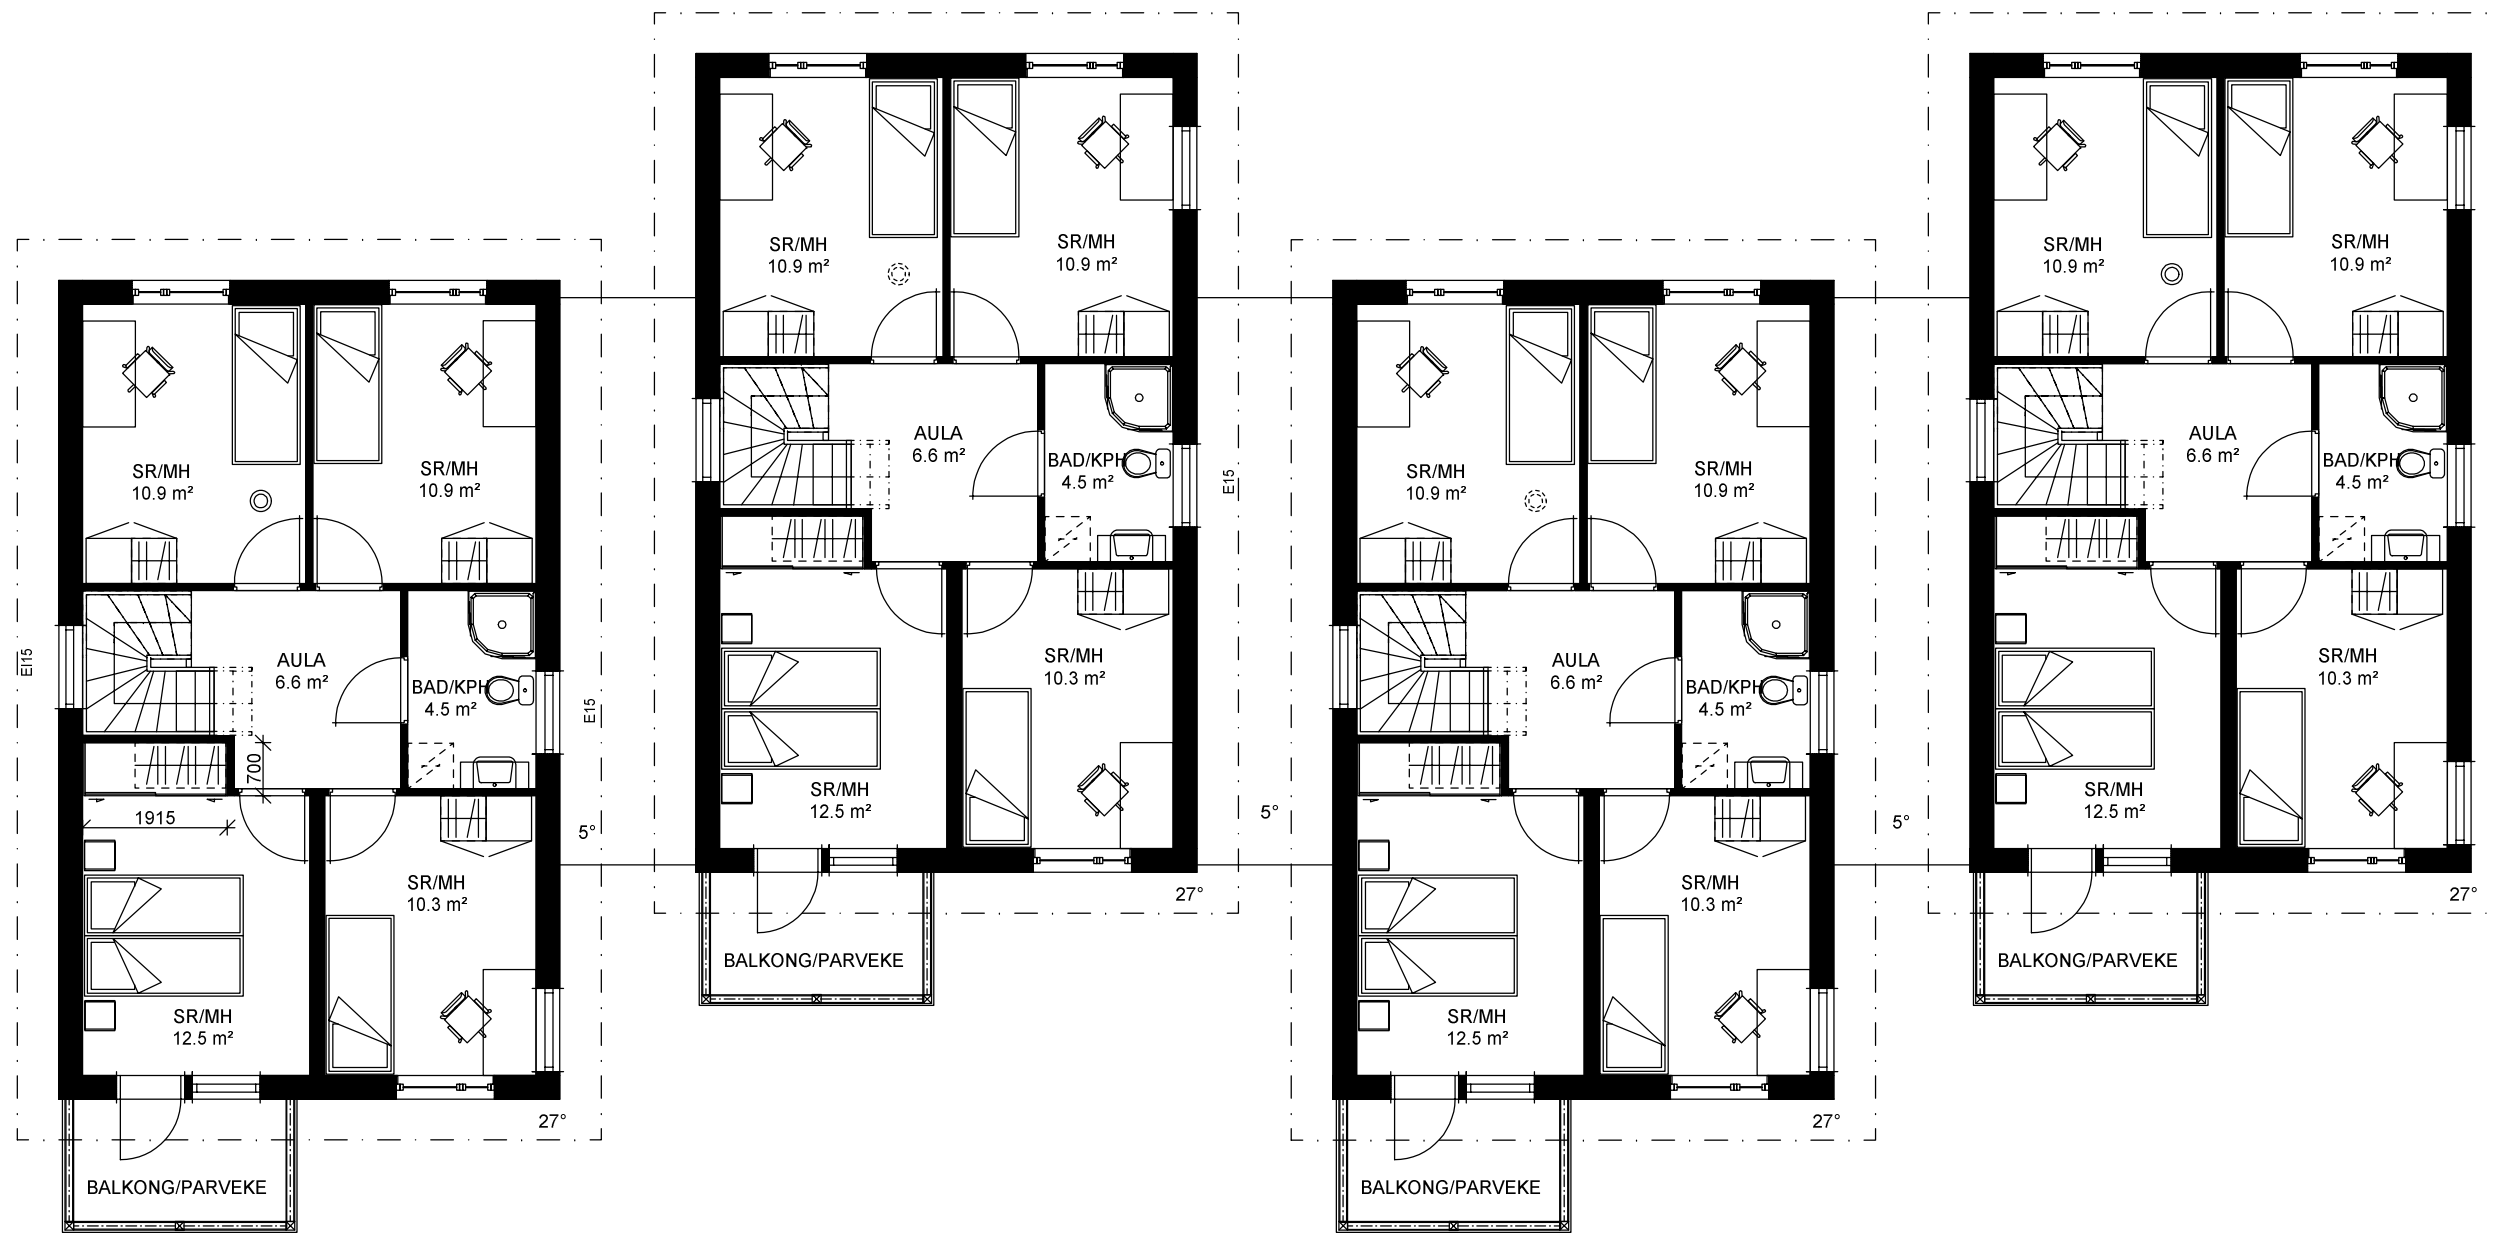 SR/MH
10.9 m²
SR/MH
10.9 m²
EI15
AULA
6.6 m²
BAD/KPH
4.5 m²
E15
700
1915
5°
SR/MH
10.3 m²
SR/MH
12.5 m²
27°
BALKONG/PARVEKE
SR/MH
10.9 m²
SR/MH
10.9 m²
AULA
6.6 m²
BAD/KPH
4.5 m²
E15
SR/MH
10.3 m²
SR/MH
12.5 m²
5°
27°
BALKONG/PARVEKE
SR/MH
10.9 m²
SR/MH
10.9 m²
AULA
6.6 m²
BAD/KPH
4.5 m²
5°
SR/MH
10.3 m²
SR/MH
12.5 m²
27°
BALKONG/PARVEKE
SR/MH
10.9 m²
SR/MH
10.9 m²
AULA
6.6 m²
BAD/KPH
4.5 m²
SR/MH
10.3 m²
SR/MH
12.5 m²
27°
BALKONG/PARVEKE